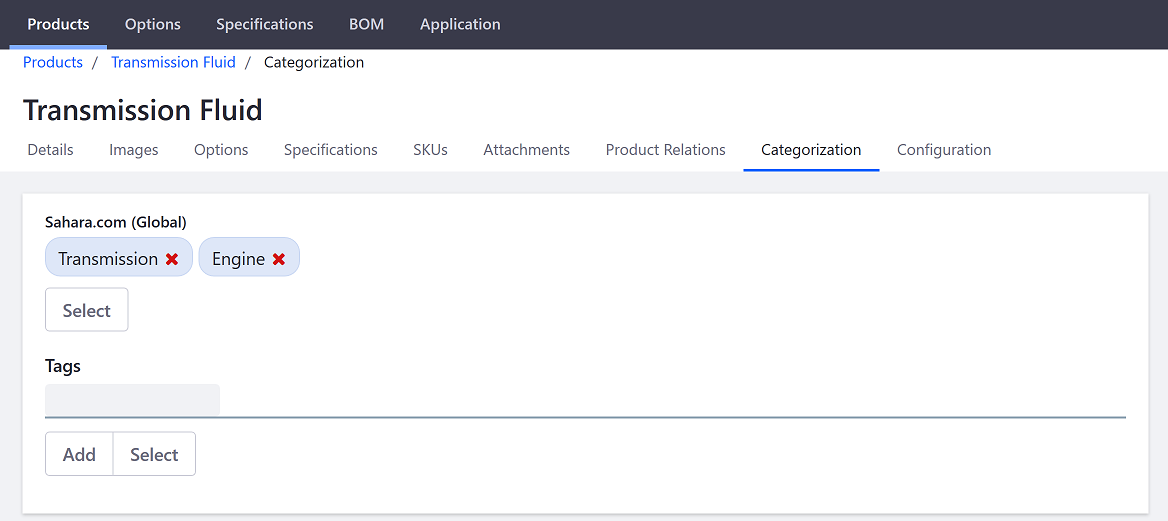 Products Options Specifications BOM Application
Products / Transmission Fluid / Categorization
Transmission Fluid
Details Images Options Specifications SKUs Attachments Product Relations Categorization Configuration
Sahara.com (Global)
Transmission Engine
Select
Tags
Add Select